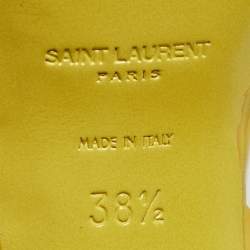 SAINT LAURENT
PARIS
MADE IN ITALY
38½